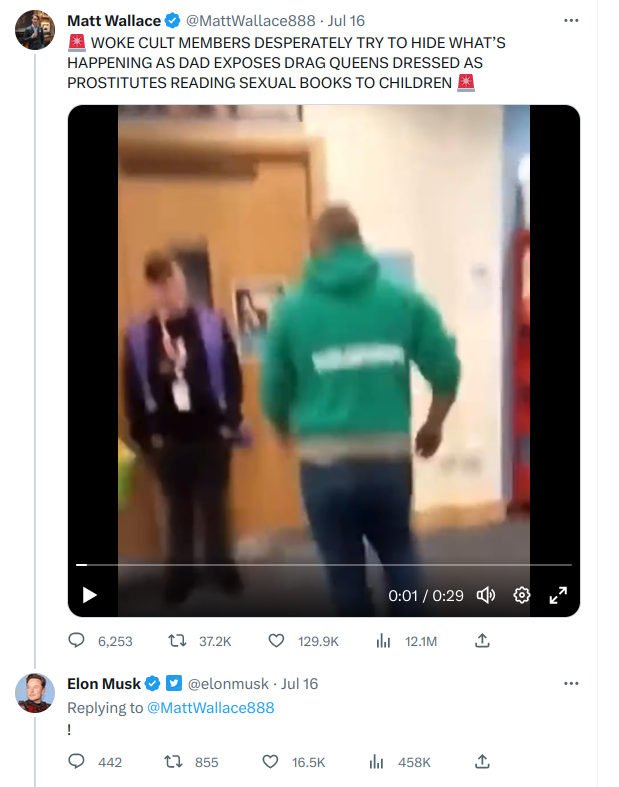 Matt Wallace @MattWallace888 · Jul 16
🚨 WOKE CULT MEMBERS DESPERATELY TRY TO HIDE WHAT’S
HAPPENING AS DAD EXPOSES DRAG QUEENS DRESSED AS
PROSTITUTES READING SEXUAL BOOKS TO CHILDREN 🚨
0:01 / 0:29
6,253 37.2K 129.9K 12.1M
Elon Musk @elonmusk · Jul 16
Replying to @MattWallace888
!
442 855 16.5K 458K